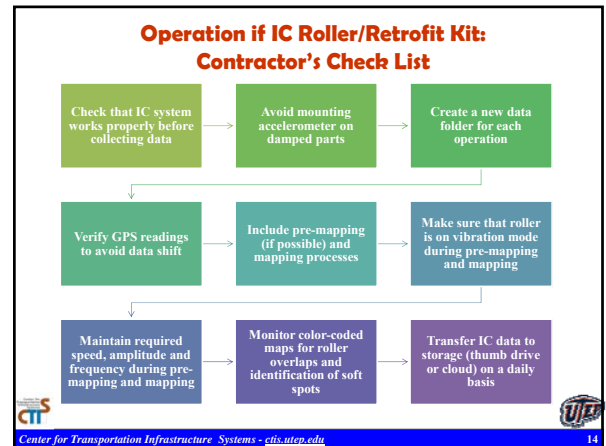 Operation if IC Roller/Retrofit Kit:
Contractor's Check List
Check that IC system
works properly before
collecting data
Avoid mounting
accelerometer on
damped parts
Create a new data
folder for each
operation
Verify GPS readings
to avoid data shift
Include pre-mapping
(if possible) and
mapping processes
Make sure that roller
is on vibration mode
during pre-mapping
and mapping
Maintain required
speed, amplitude and
frequency during pre-
mapping and mapping
Monitor color-coded
maps for roller
overlaps and
identification of soft
spots
Transfer IC data to
storage (thumb drive
or cloud) on a daily
basis
CTIS
UTEP
Center for Transportation Infrastructure Systems - ctis.utep.edu
14